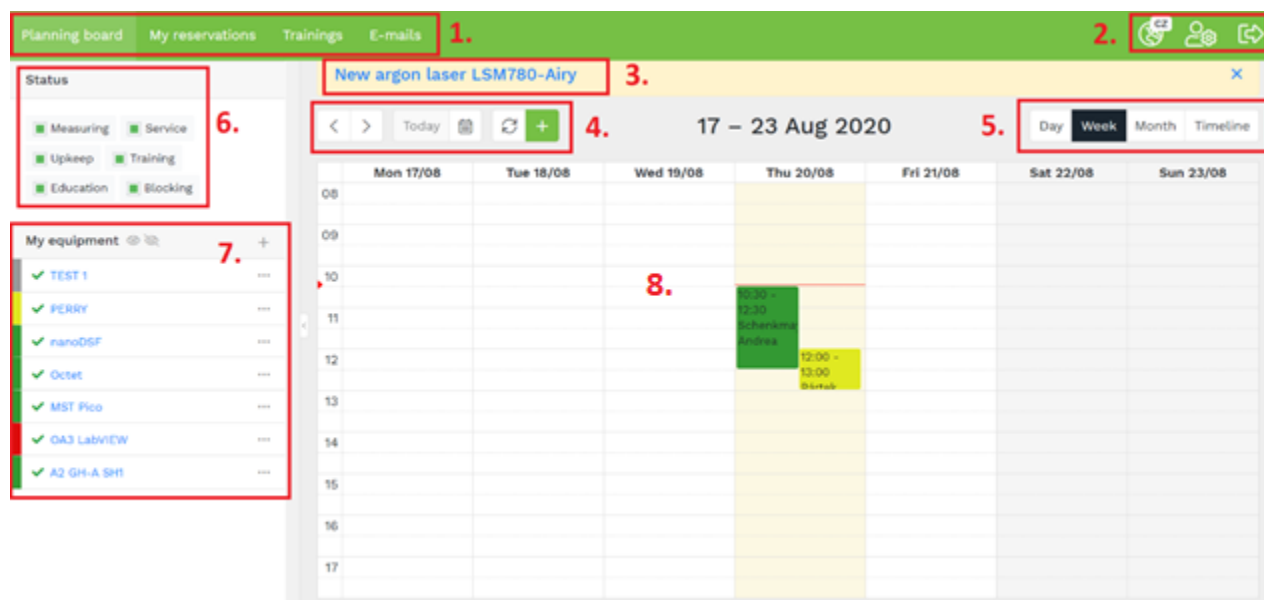 Planning board My reservations Trainings E-mails 1. 2. CZ
Status
New argon laser LSM780-Airy 3. ×
Measuring Service 6.
Upkeep Training
Education Blocking
Today + 4. 17 – 23 Aug 2020 5. Day Week Month Timeline
My equipment + 7.
TEST 1 ...
PERRY ...
nanoDSF ...
Octet ...
MST Pico ...
OA3 LabVIEW ...
A2 GH-A SH1 ...
Mon 17/08 Tue 18/08 Wed 19/08 Thu 20/08 Fri 21/08 Sat 22/08 Sun 23/08
08
09
10
8.
11
12
13
14
15
16
17
10:30 –
12:30
Schenkma
Andrea
12:00 –
13:00